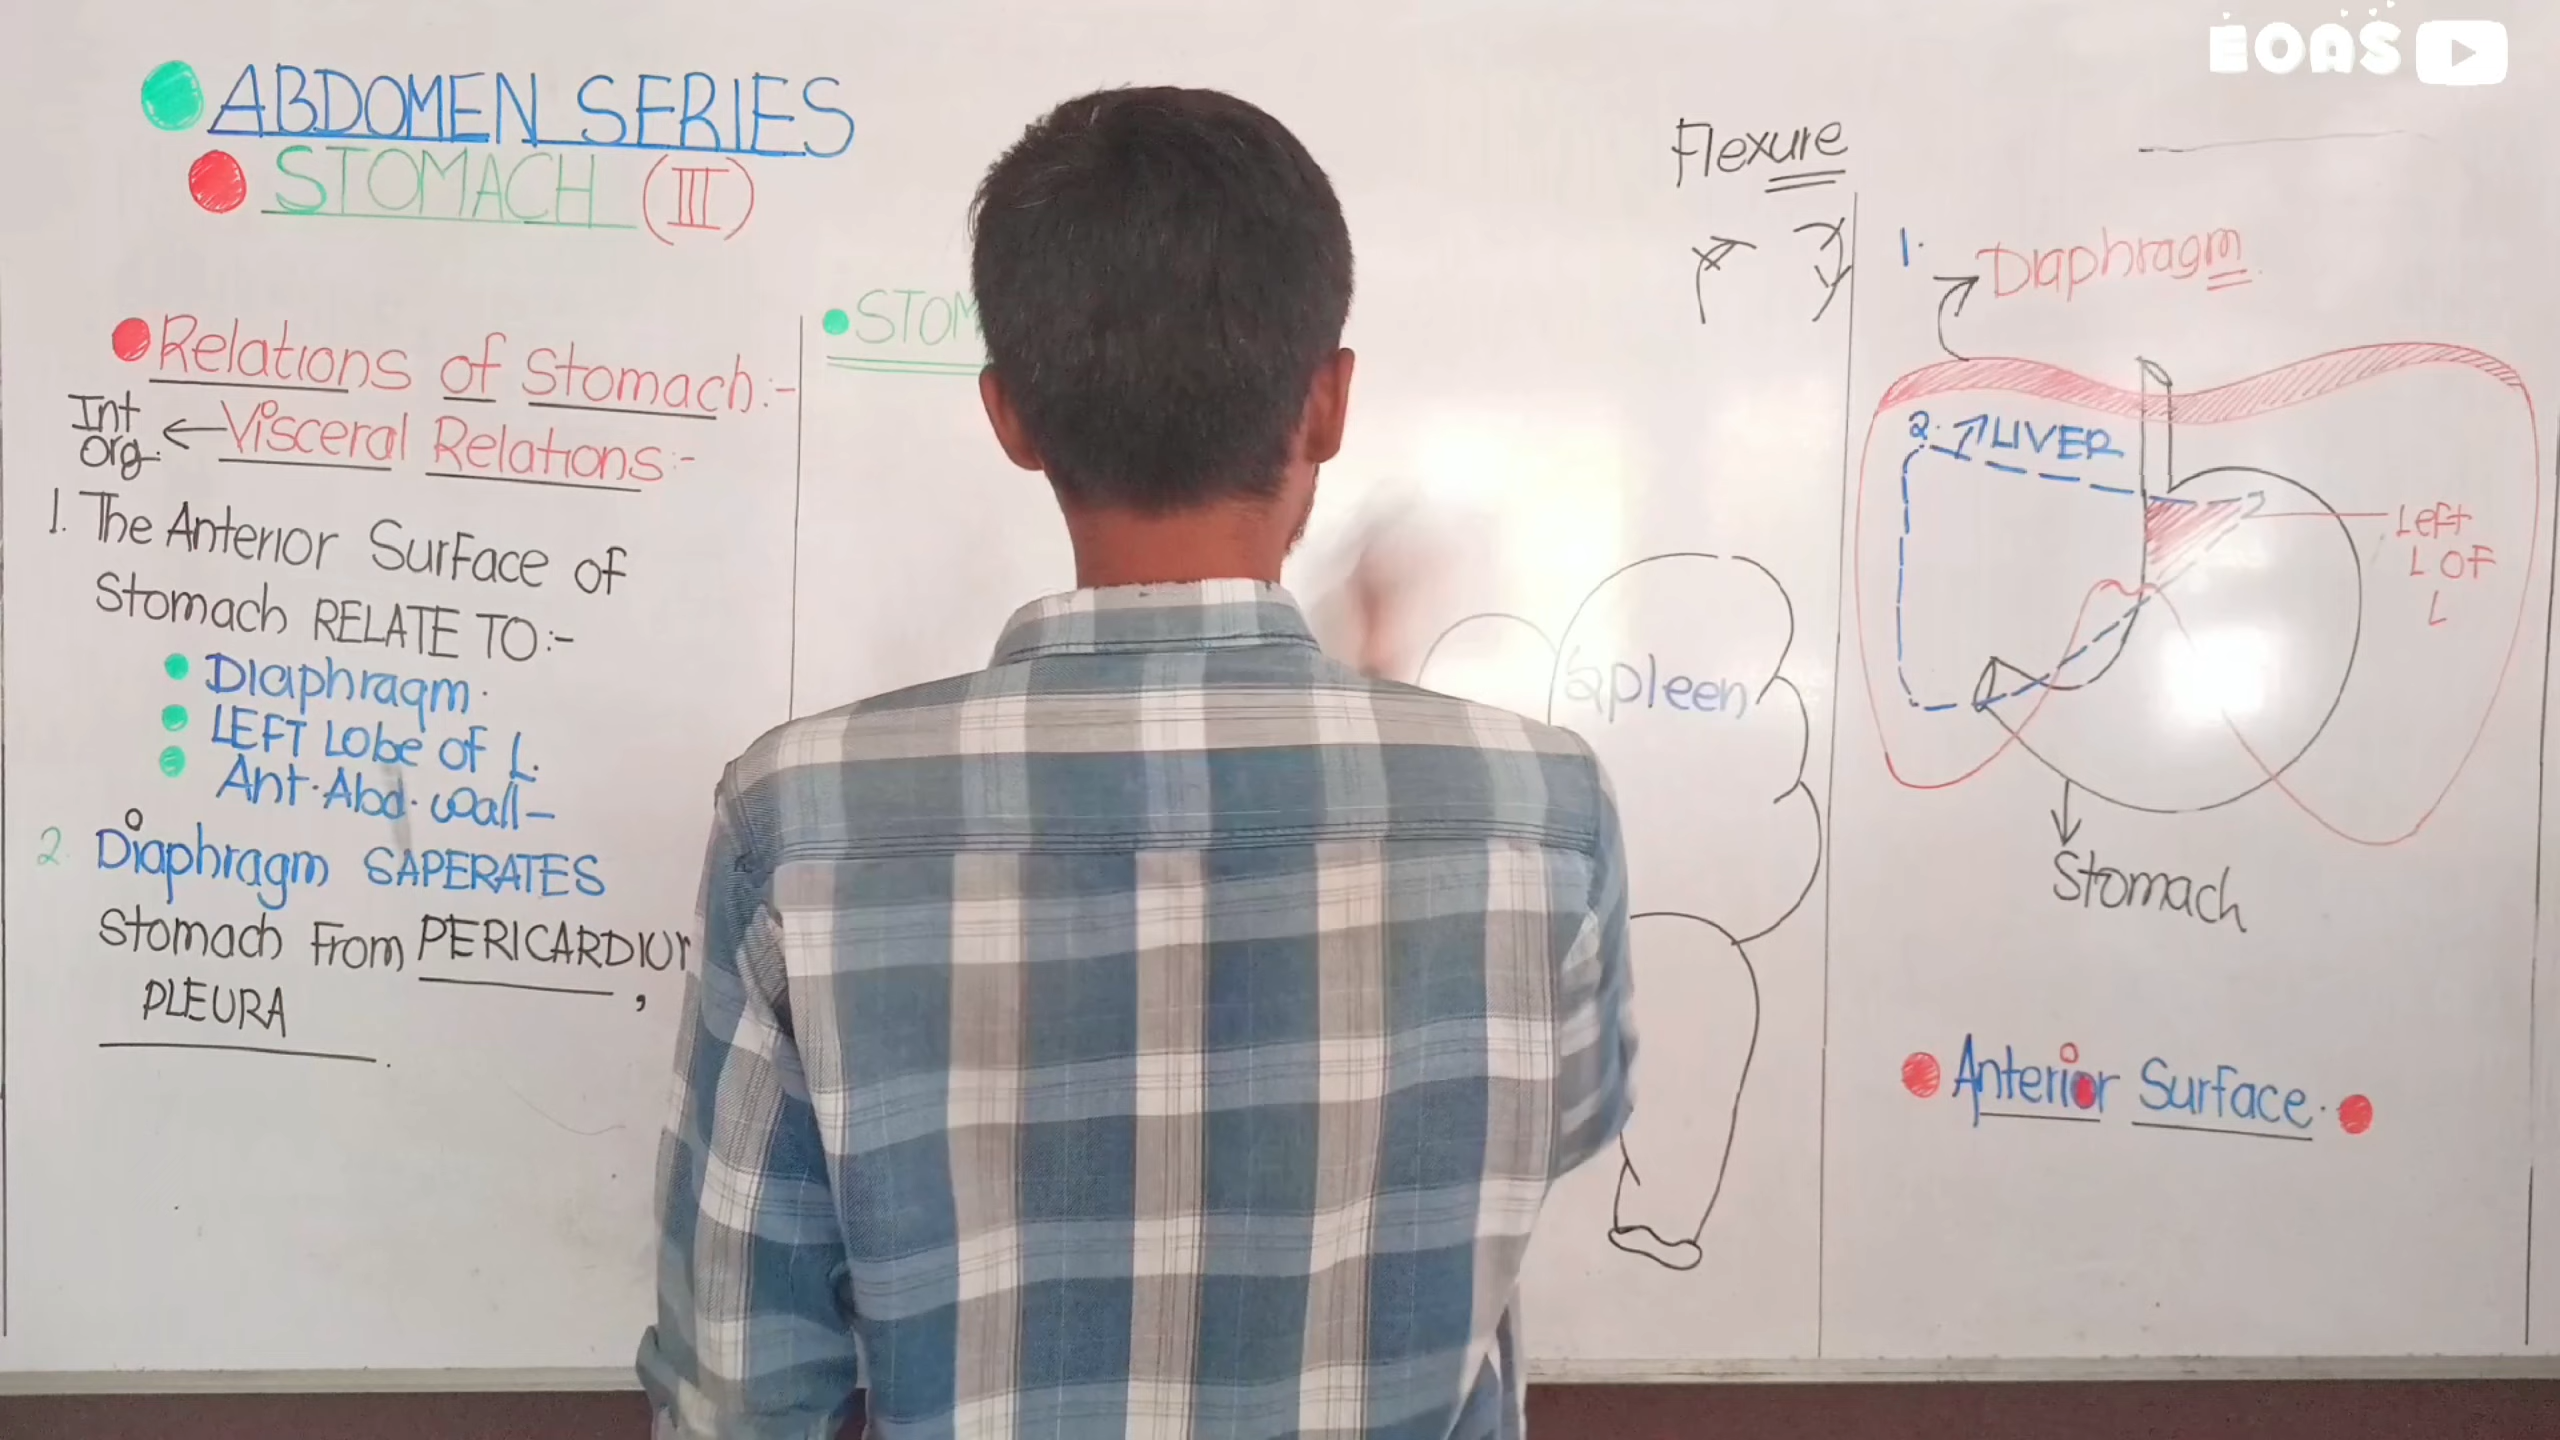 EOAS
ABDOMEN SERIES
STOMACH (III)
Relations of Stomach:-
Int org. ← Visceral Relations:-
1. The Anterior Surface of
Stomach RELATE TO:-
Diaphragm.
LEFT Lobe of L.
Ant. Abd. wall-
2. Diaphragm SAPERATES
Stomach From PERICARDIU
PLEURA
STOM
Flexure
Spleen
1. Diaphragm
2. LIVER
Left
L OF
L
Stomach
Anterior Surface.